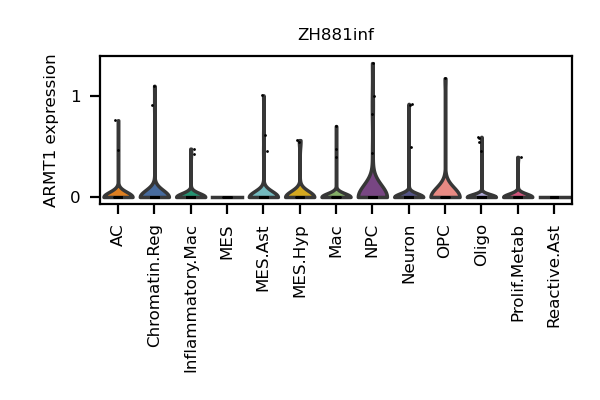 ZH881inf
ARMT1 expression
1
0
AC
Chromatin.Reg
Inflammatory.Mac
MES
MES.Ast
MES.Hyp
Mac
NPC
Neuron
OPC
Oligo
Prolif.Metab
Reactive.Ast